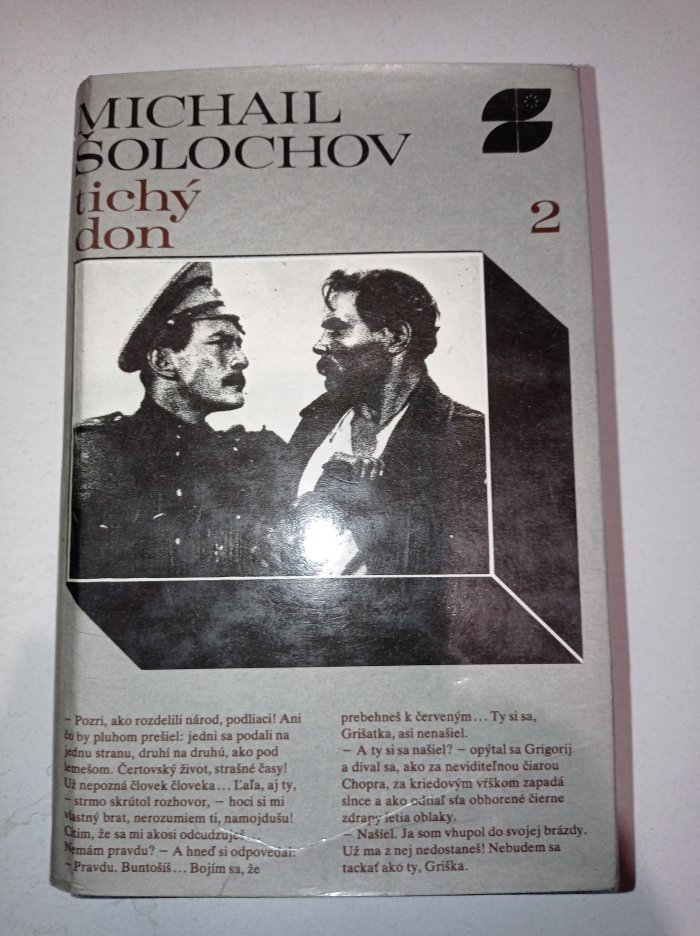 MICHAIL
ŠOLOCHOV
tichý
don
2
– Pozri, ako rozdelili národ, podliaci! Ani
čo by pluhom prešiel: jedni sa podali na
jednu stranu, druhí na druhú, ako pod
lemešom. Čertovský život, strašné časy!
Už nepozná človek človeka... Ľaľa, aj ty,
– strmo skrútol rozhovor, – hoci si mi
vlastný brat, nerozumiem ti, namojdušu!
Cítim, že sa mi akosi odcudzuješ...
Nemám pravdu? – A hneď si odpovedal:
– Pravdu. Buntošíš... Bojím sa, že
prebehneš k červeným... Ty si sa,
Grišatka, asi nenašiel.
– A ty si sa našiel? – opýtal sa Grigorij
a díval sa, ako za neviditeľnou čiarou
Chopra, za kriedovým vŕškom zapadá
slnce a ako odtiaľ sťa obhorené čierne
zdrapy letia oblaky.
– Našiel. Ja som vhupol do svojej brázdy.
Už ma z nej nedostaneš! Nebudem sa
tackať ako ty, Griška.